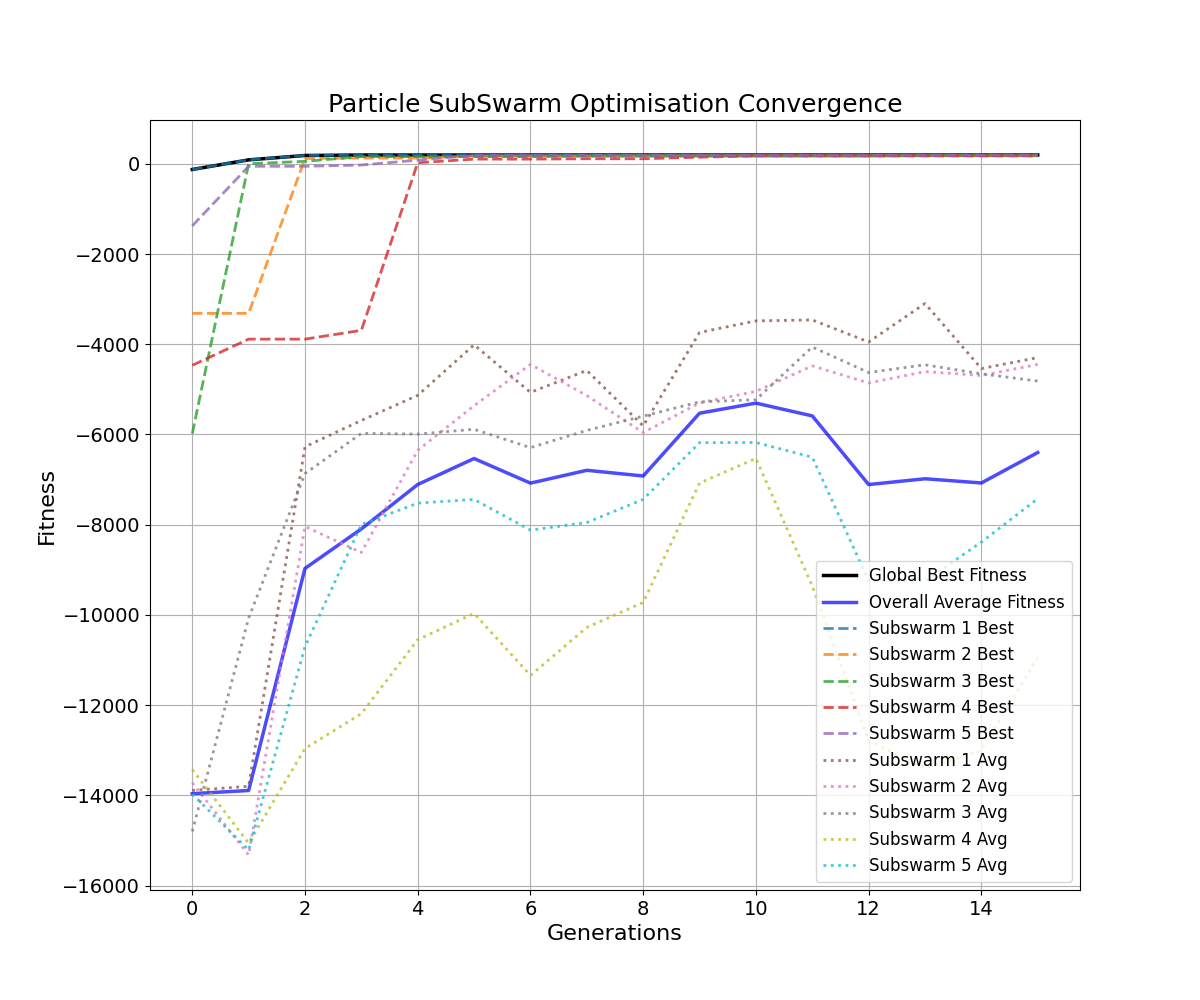 Particle SubSwarm Optimisation Convergence
Fitness
0
−2000
−4000
−6000
−8000
−10000
−12000
−14000
−16000
Global Best Fitness
Overall Average Fitness
Subswarm 1 Best
Subswarm 2 Best
Subswarm 3 Best
Subswarm 4 Best
Subswarm 5 Best
Subswarm 1 Avg
Subswarm 2 Avg
Subswarm 3 Avg
Subswarm 4 Avg
Subswarm 5 Avg
0 2 4 6 8 10 12 14
Generations